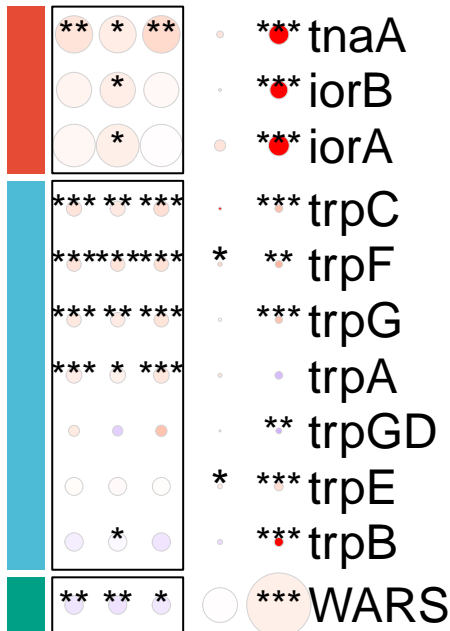 ** * ** *** tnaA
* *** iorB
* *** iorA
*** ** *** *** trpC
*** *** *** * ** trpF
*** ** *** *** trpG
*** * *** trpA
** trpGD
* *** trpE
* *** trpB
** ** * *** WARS